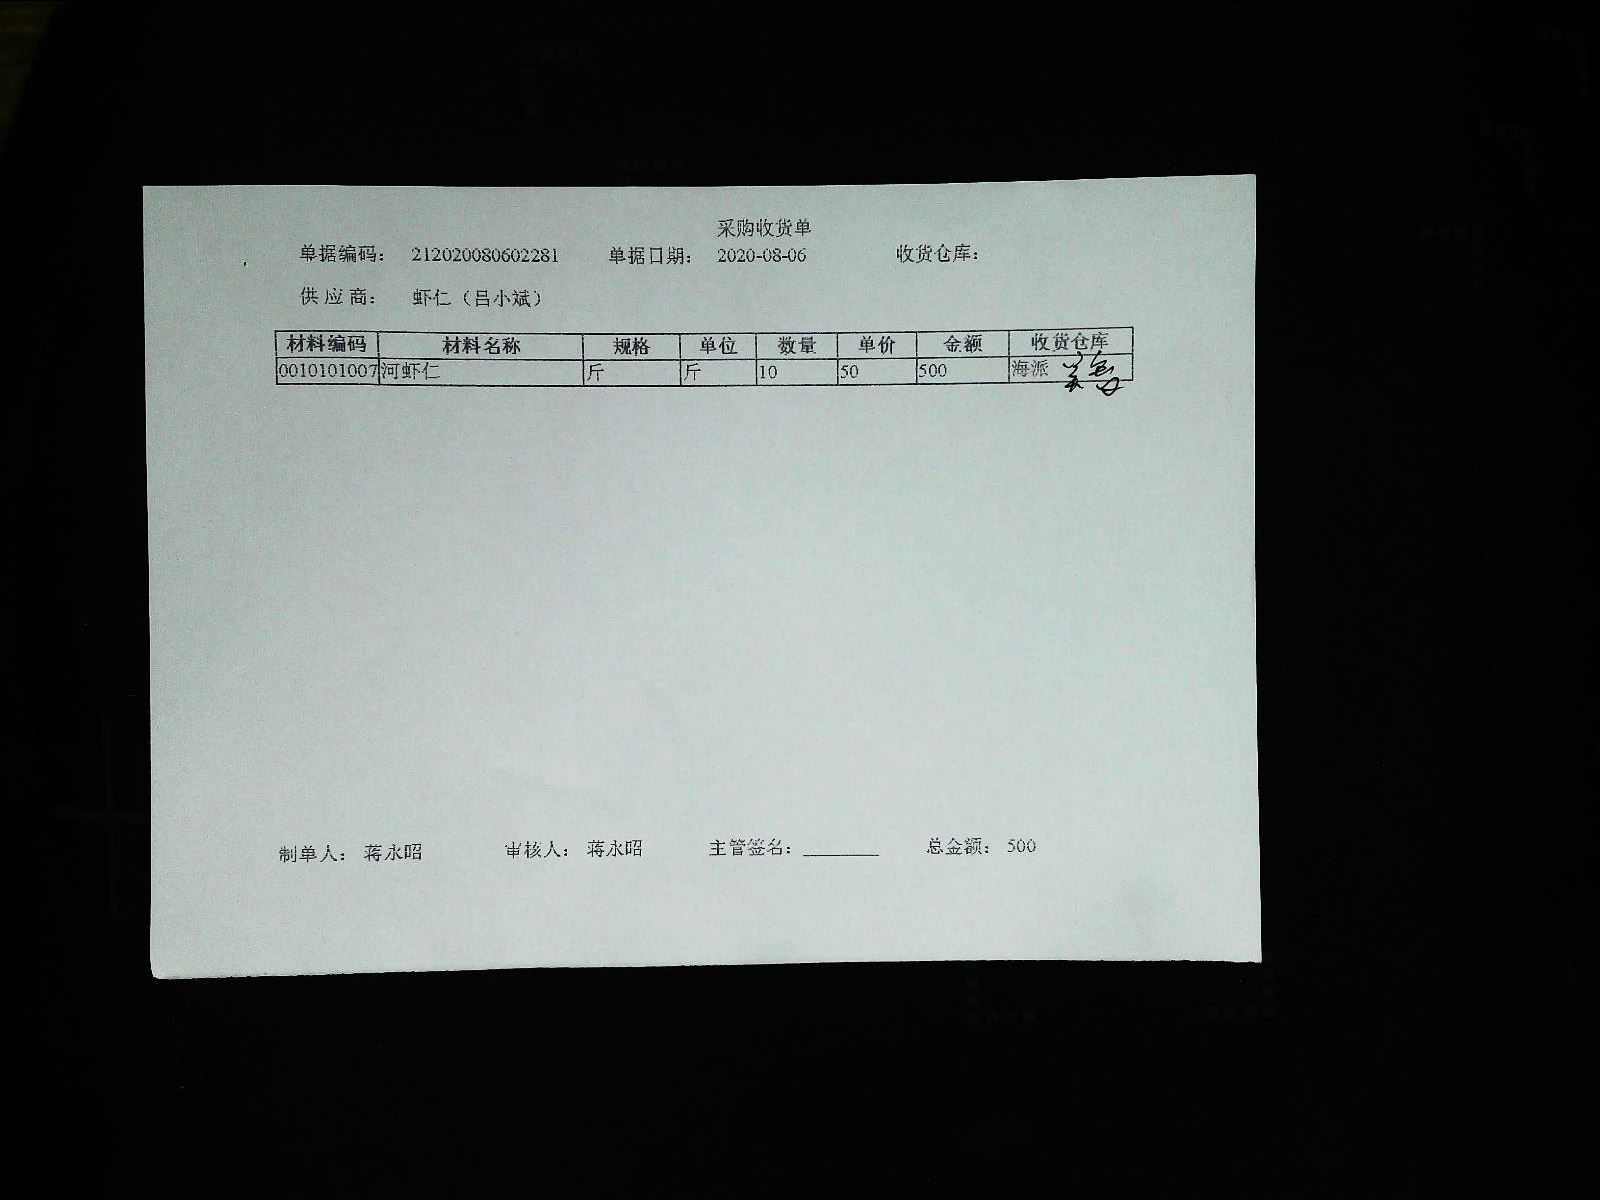 采购收货单
单据编码: 212020080602281 单据日期: 2020-08-06 收货仓库:
供应商: 虾仁（吕小斌）
材料编码 材料名称 规格 单位 数量 单价 金额 收货仓库
0010101007 河虾仁 斤 斤 10 50 500 海派
制单人: 蒋永昭 审核人: 蒋永昭 主管签名: 总金额: 500